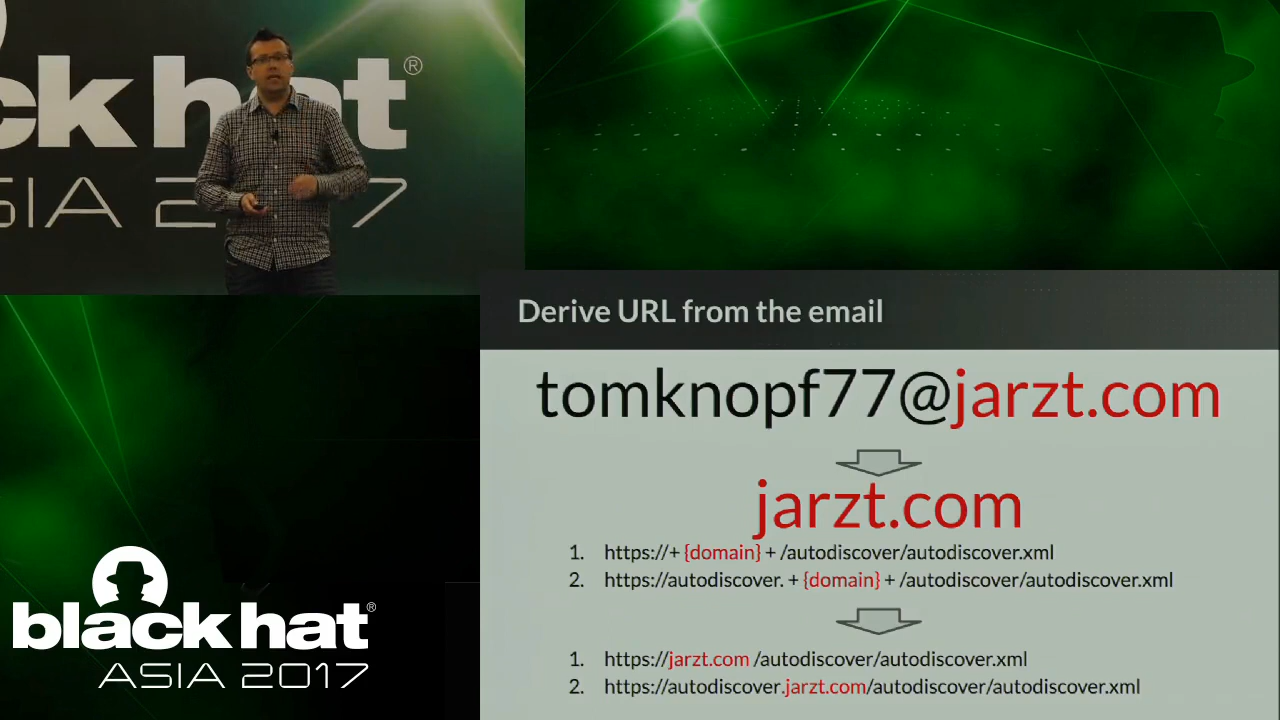 ck hat®
SIA 2 7
Derive URL from the email
tomknopf77@jarzt.com
jarzt.com
1. https://+ {domain} + /autodiscover/autodiscover.xml
2. https://autodiscover. + {domain} + /autodiscover/autodiscover.xml
1. https://jarzt.com /autodiscover/autodiscover.xml
2. https://autodiscover.jarzt.com/autodiscover/autodiscover.xml
black hat®
ASIA 2017